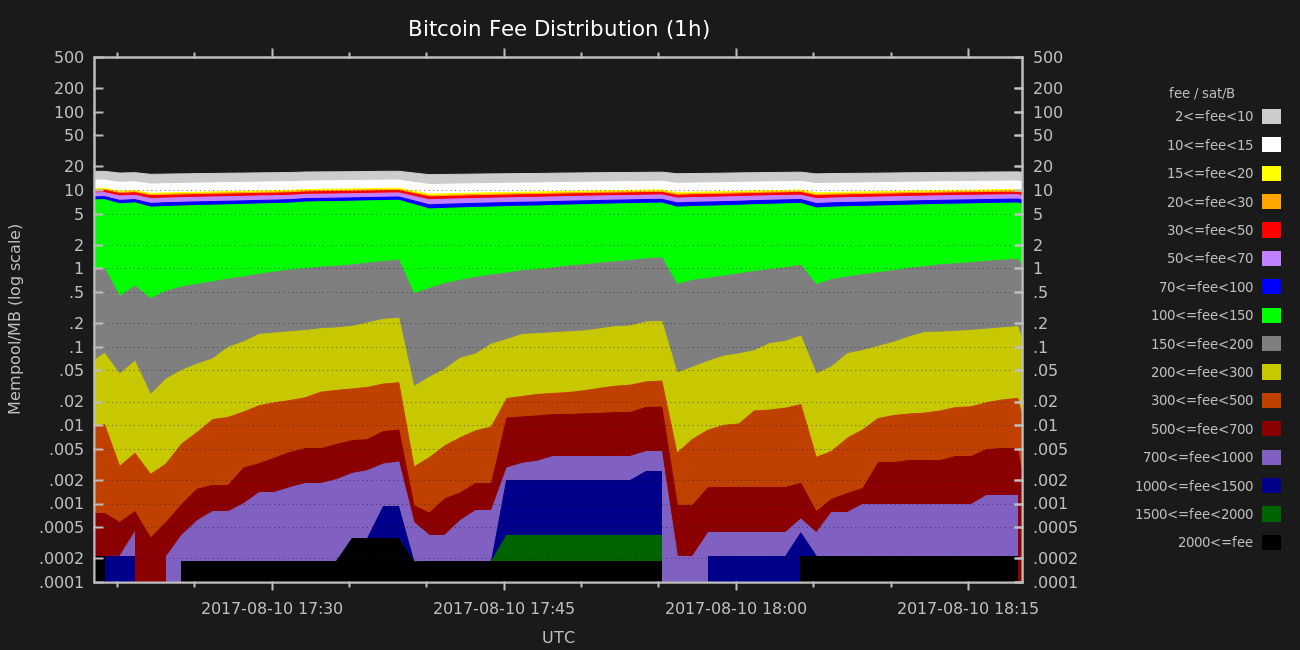 Bitcoin Fee Distribution (1h)
500
200
100
50
20
10
5
2
1
.5
.2
.1
.05
.02
.01
.005
.002
.001
.0005
.0002
.0001
Mempool/MB (log scale)
500
200
100
50
20
10
5
2
1
.5
.2
.1
.05
.02
.01
.005
.002
.001
.0005
.0002
.0001
2017-08-10 17:30
2017-08-10 17:45
2017-08-10 18:00
2017-08-10 18:15
UTC
fee / sat/B
2<=fee<10
10<=fee<15
15<=fee<20
20<=fee<30
30<=fee<50
50<=fee<70
70<=fee<100
100<=fee<150
150<=fee<200
200<=fee<300
300<=fee<500
500<=fee<700
700<=fee<1000
1000<=fee<1500
1500<=fee<2000
2000<=fee